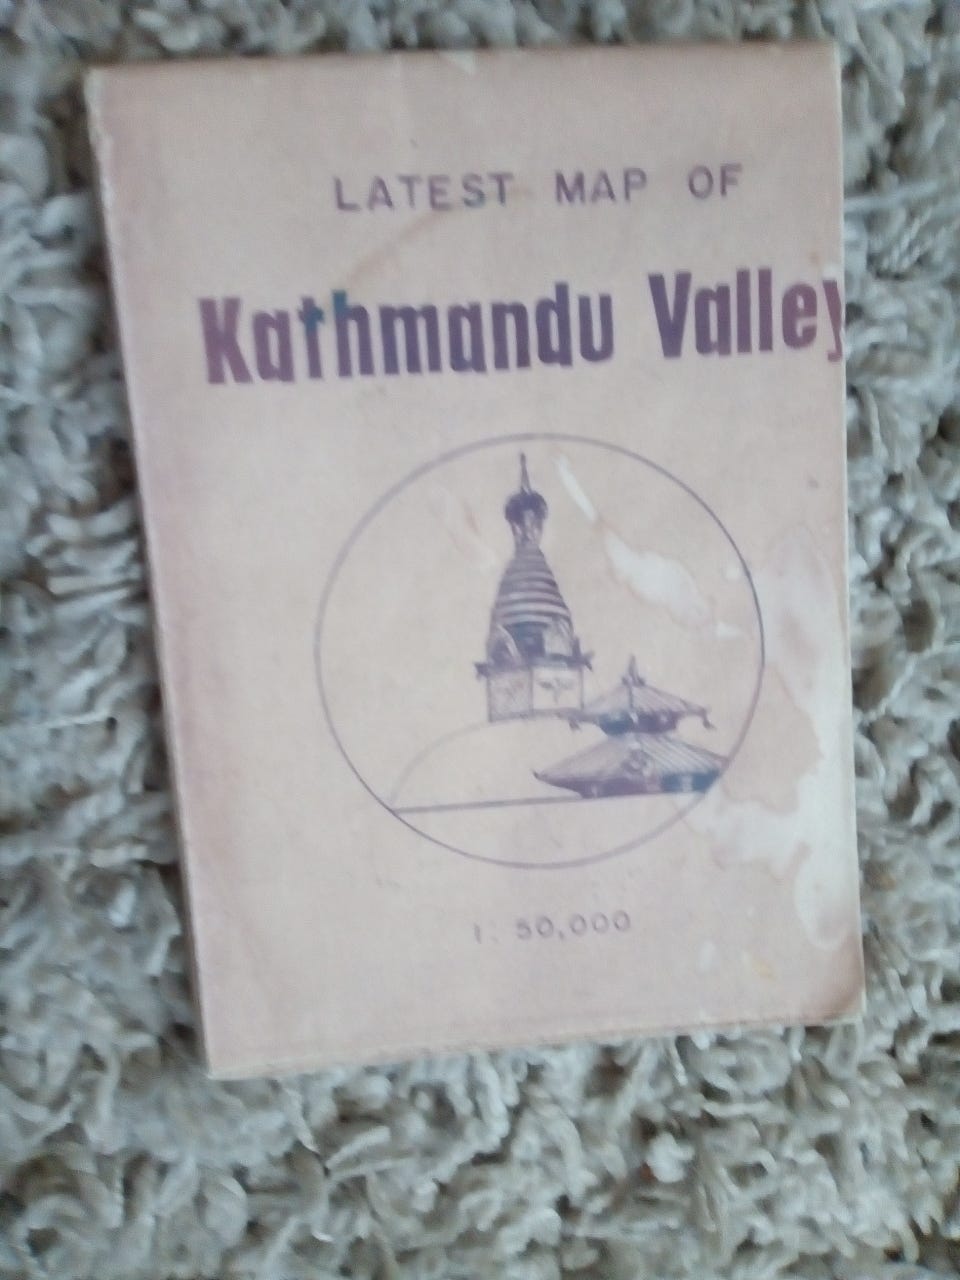 LATEST MAP OF
Kathmandu Valley
1: 50,000